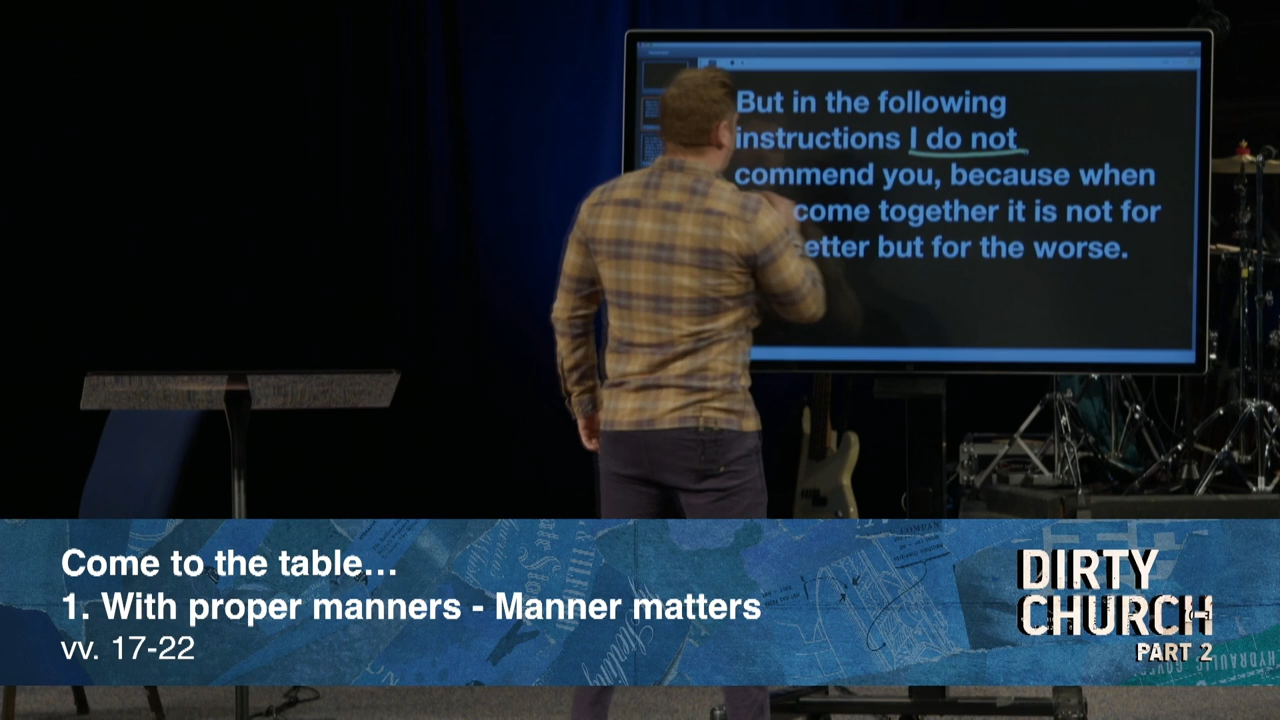 But in the following
instructions I do not
commend you, because when
come together it is not for
etter but for the worse.
Come to the table…
1. With proper manners - Manner matters
vv. 17-22
DIRTY
CHURCH
PART 2